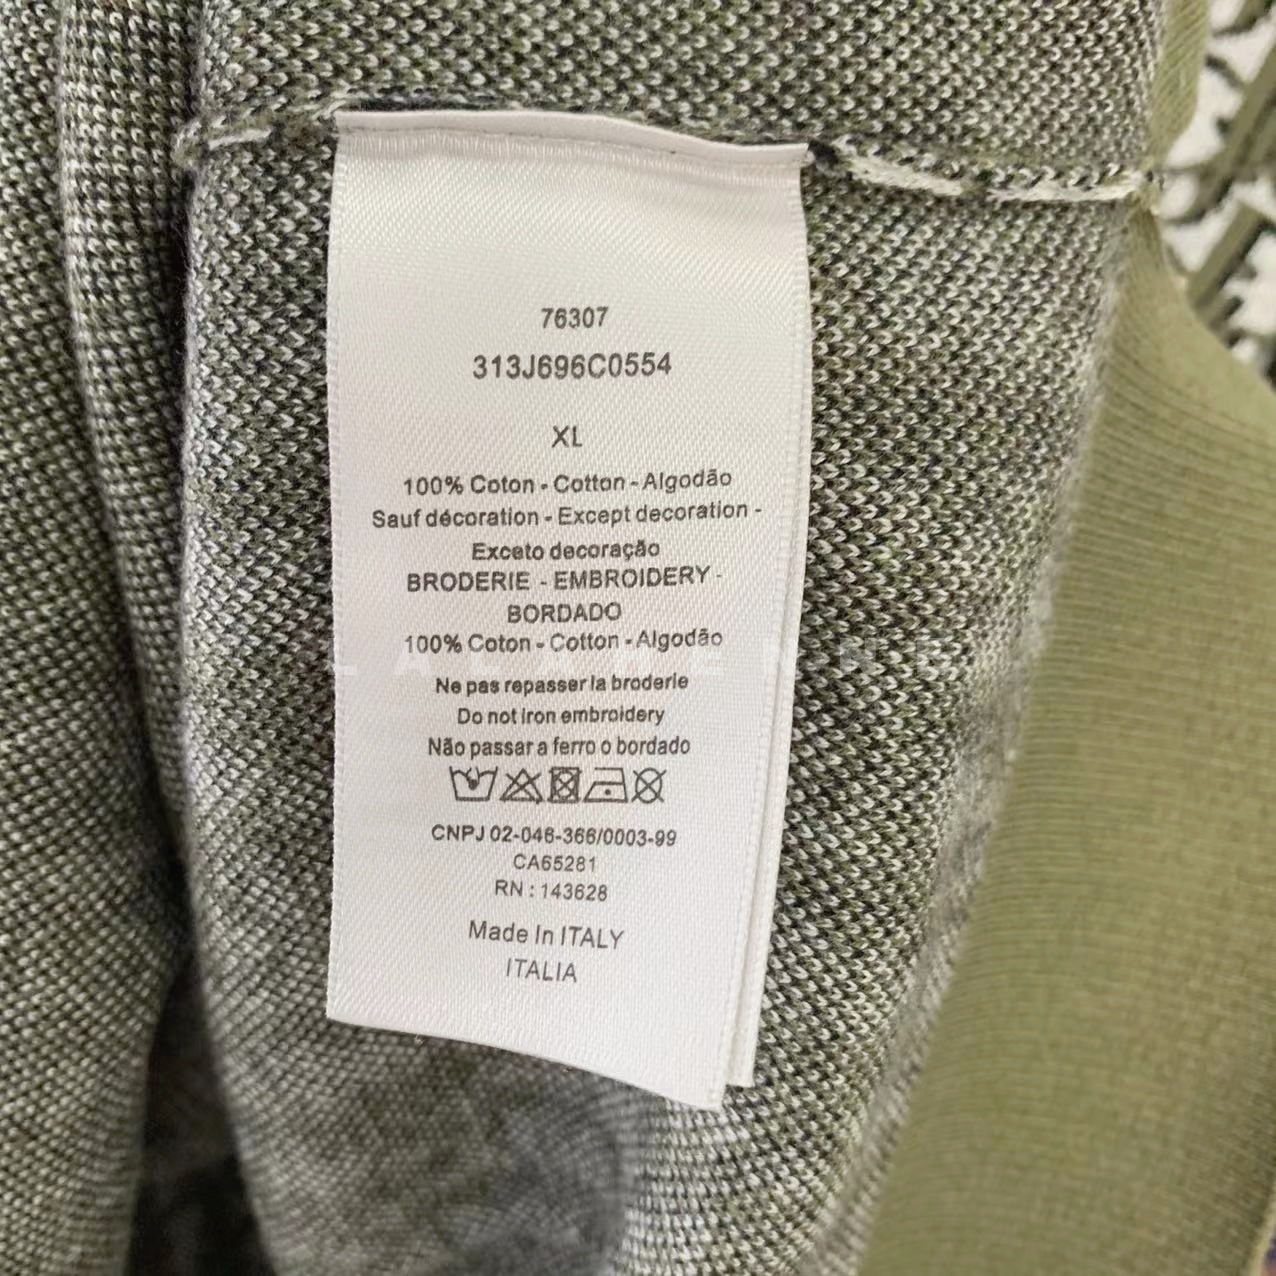 76307
313J696C0554
XL
100% Coton - Cotton - Algodão
Sauf décoration - Except decoration -
Exceto decoração
BRODERIE - EMBROIDERY -
BORDADO
100% Coton - Cotton - Algodão
Ne pas repasser la broderie
Do not iron embroidery
Não passar a ferro o bordado
CNPJ 02-046-366/0003-99
CA65281
RN : 143628
Made In ITALY
ITALIA